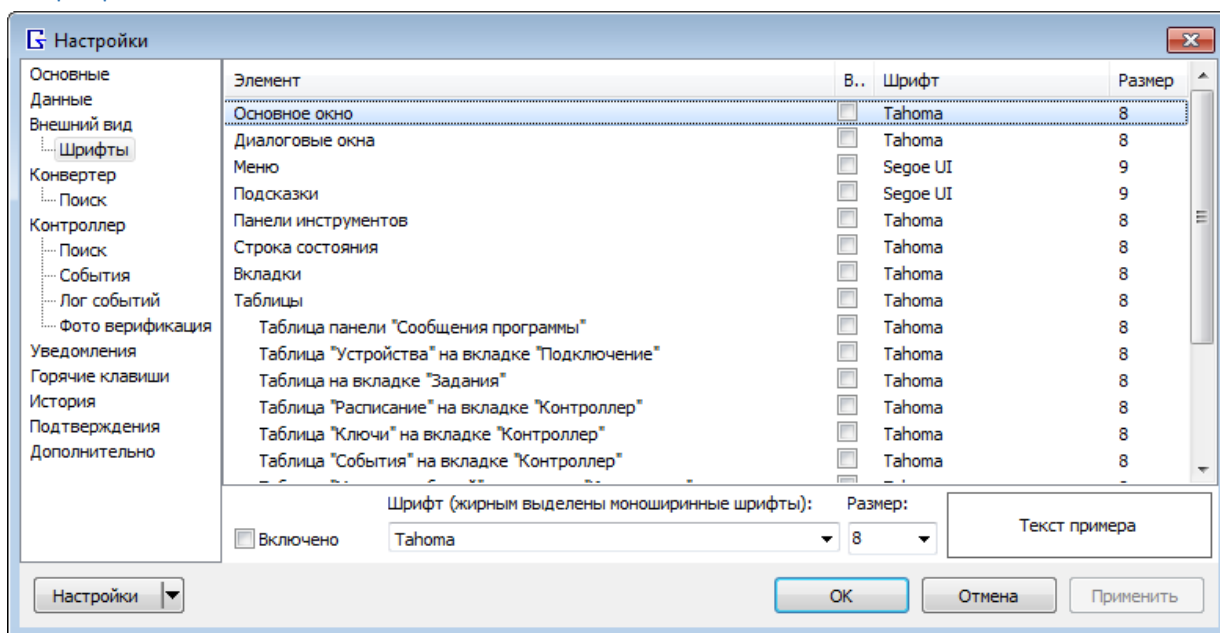 Настройки
Основные
Данные
Внешний вид
Шрифты
Конвертер
Поиск
Контроллер
Поиск
События
Лог событий
Фото верификация
Уведомления
Горячие клавиши
История
Подтверждения
Дополнительно
Элемент В.. Шрифт Размер
Основное окно Tahoma 8
Диалоговые окна Tahoma 8
Меню Segoe UI 9
Подсказки Segoe UI 9
Панели инструментов Tahoma 8
Строка состояния Tahoma 8
Вкладки Tahoma 8
Таблицы Tahoma 8
Таблица панели "Сообщения программы" Tahoma 8
Таблица "Устройства" на вкладке "Подключение" Tahoma 8
Таблица на вкладке "Задания" Tahoma 8
Таблица "Расписание" на вкладке "Контроллер" Tahoma 8
Таблица "Ключи" на вкладке "Контроллер" Tahoma 8
Таблица "События" на вкладке "Контроллер" Tahoma 8
Шрифт (жирным выделены моноширинные шрифты): Размер:
Включено Tahoma 8 Текст примера
Настройки OK Отмена Применить